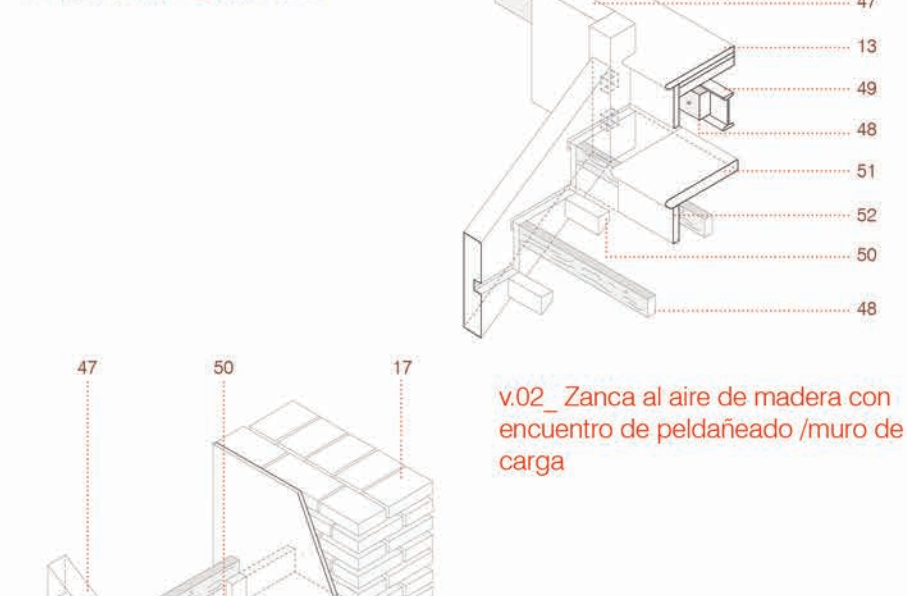 47
13
49
48
51
52
50
48
47 50 17
v.02_ Zanca al aire de madera con
encuentro de peldañeado /muro de
carga